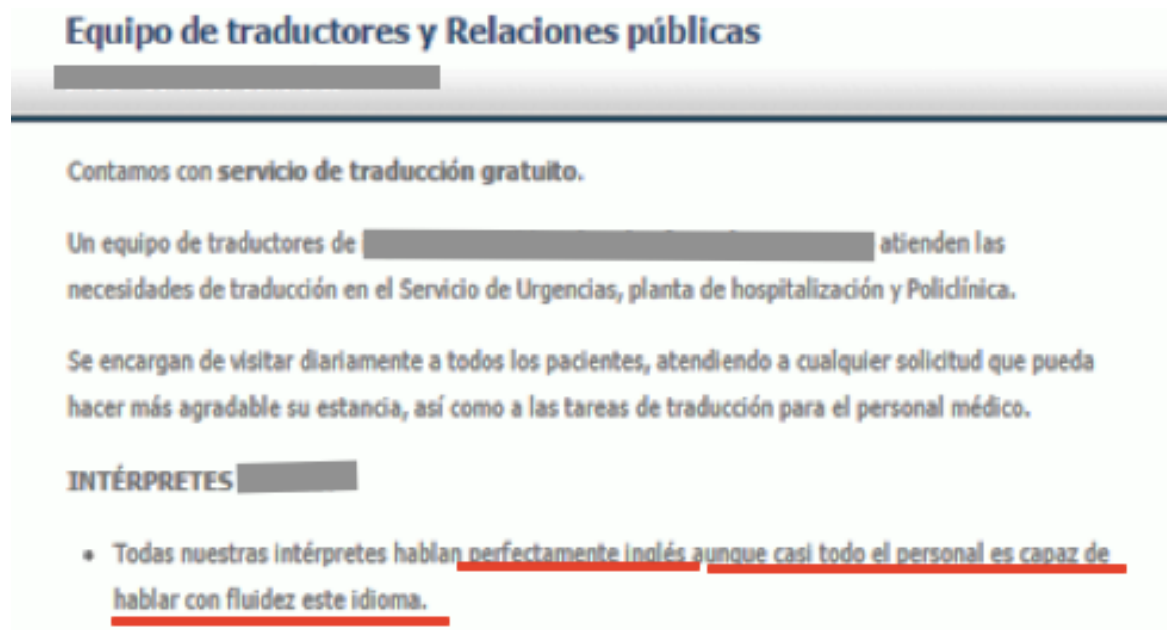 Equipo de traductores y Relaciones públicas
Contamos con servicio de traducción gratuito.
Un equipo de traductores de atienden las
necesidades de traducción en el Servicio de Urgencias, planta de hospitalización y Policlínica.
Se encargan de visitar diariamente a todos los pacientes, atendiendo a cualquier solicitud que pueda
hacer más agradable su estancia, así como a las tareas de traducción para el personal médico.
INTÉRPRETES
• Todas nuestras intérpretes hablan perfectamente inglés aunque casi todo el personal es capaz de
hablar con fluidez este idioma.